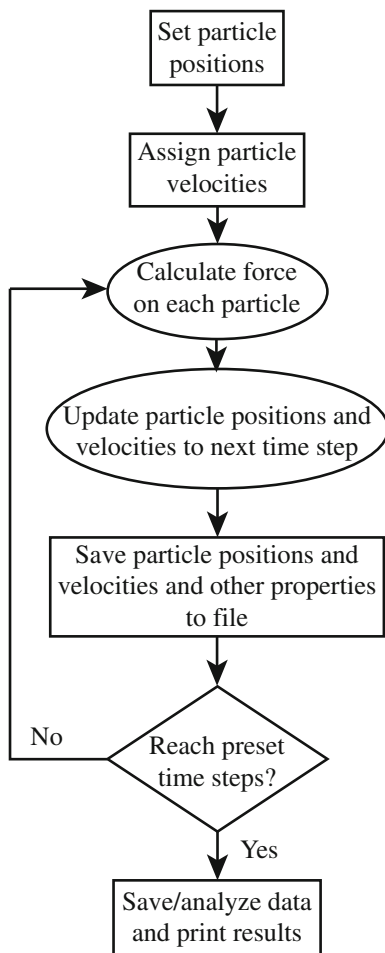 Set particle
positions
Assign particle
velocities
Calculate force
on each particle
Update particle positions and
velocities to next time step
Save particle positions and
velocities and other properties
to file
No
Reach preset
time steps?
Yes
Save/analyze data
and print results